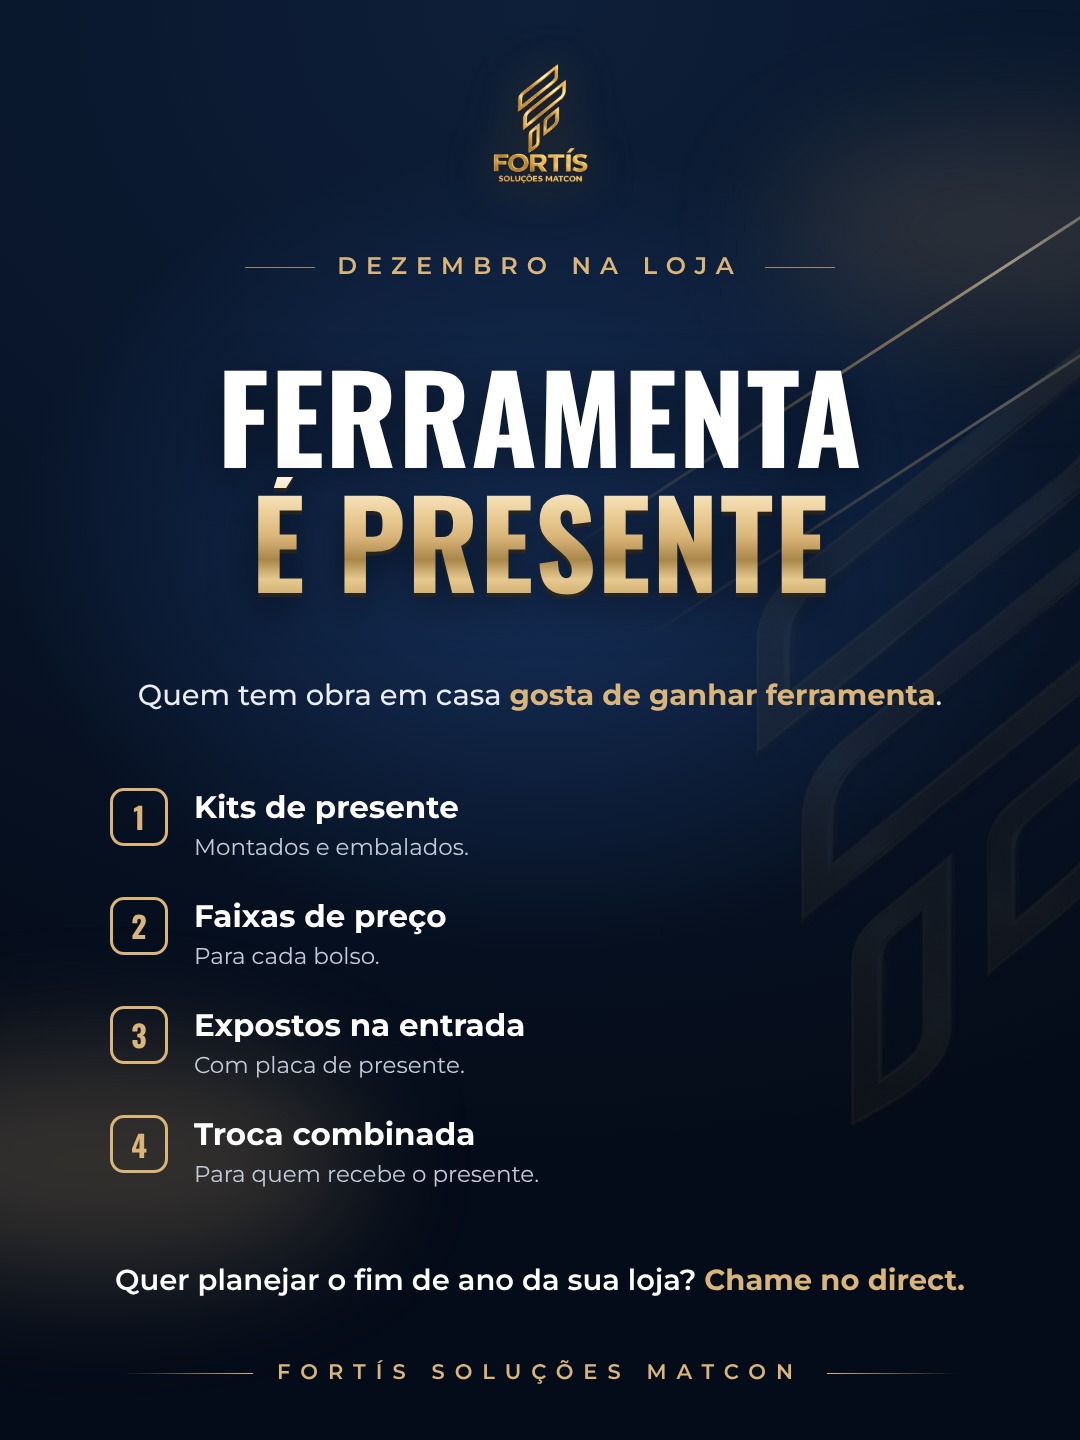 FORTÍS
SOLUÇÕES MATCON
DEZEMBRO NA LOJA
FERRAMENTA
É PRESENTE
Quem tem obra em casa gosta de ganhar ferramenta.
1
Kits de presente
Montados e embalados.
2
Faixas de preço
Para cada bolso.
3
Expostos na entrada
Com placa de presente.
4
Troca combinada
Para quem recebe o presente.
Quer planejar o fim de ano da sua loja? Chame no direct.
FORTÍS SOLUÇÕES MATCON